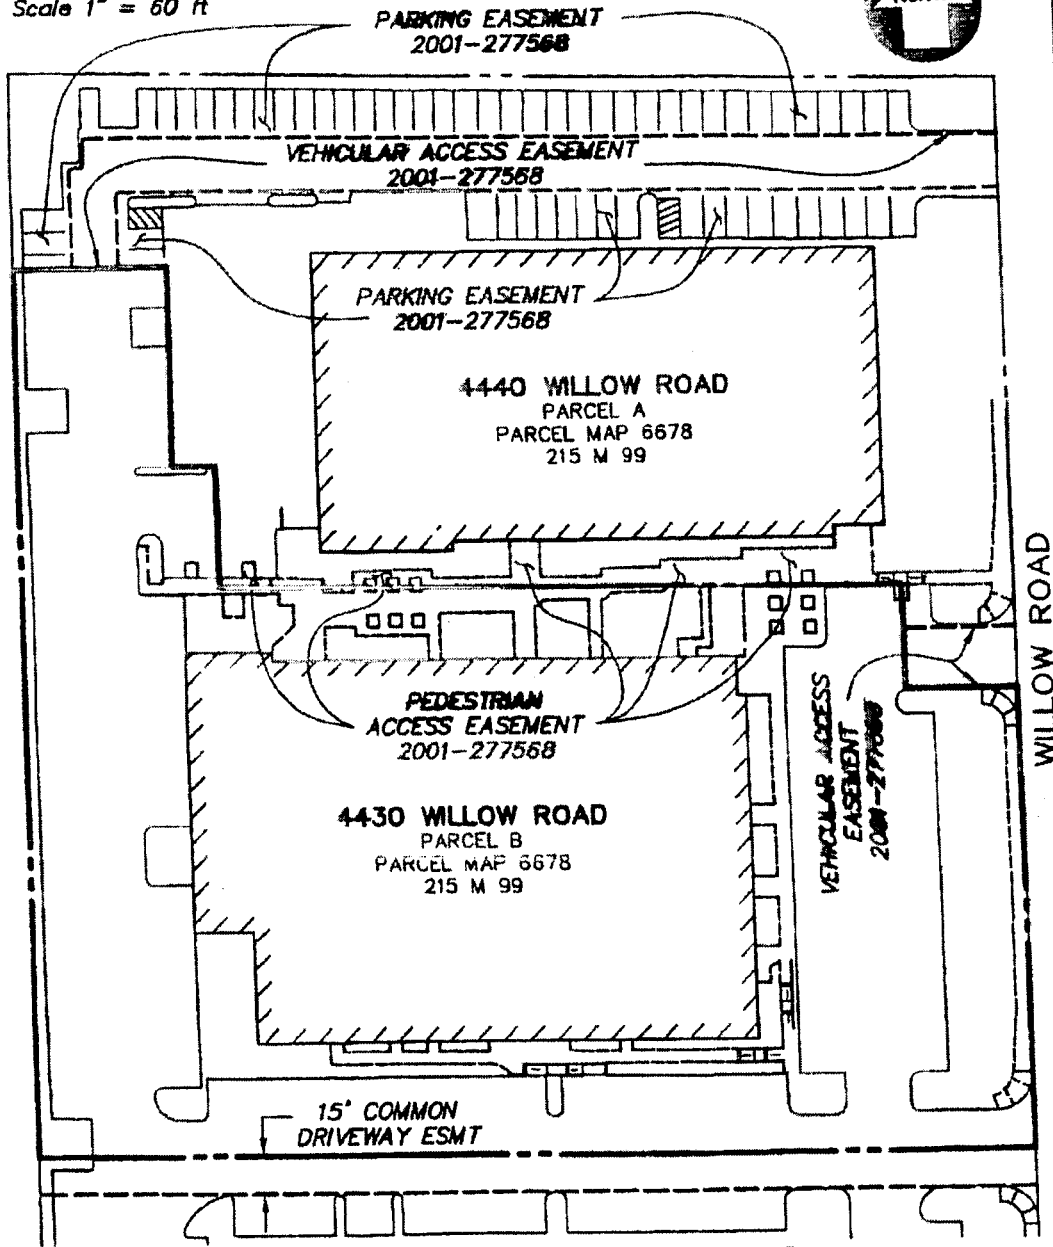 Scale 1" = 60 ft
PARKING EASEMENT
2001-277568
VEHICULAR ACCESS EASEMENT
2001-277568
PARKING EASEMENT
2001-277568
4440 WILLOW ROAD
PARCEL A
PARCEL MAP 6678
215 M 99
WILLOW ROAD
PEDESTRIAN
ACCESS EASEMENT
2001-277568
VEHICULAR ACCESS
EASEMENT
2001-277568
4430 WILLOW ROAD
PARCEL B
PARCEL MAP 6678
215 M 99
15' COMMON
DRIVEWAY ESMT